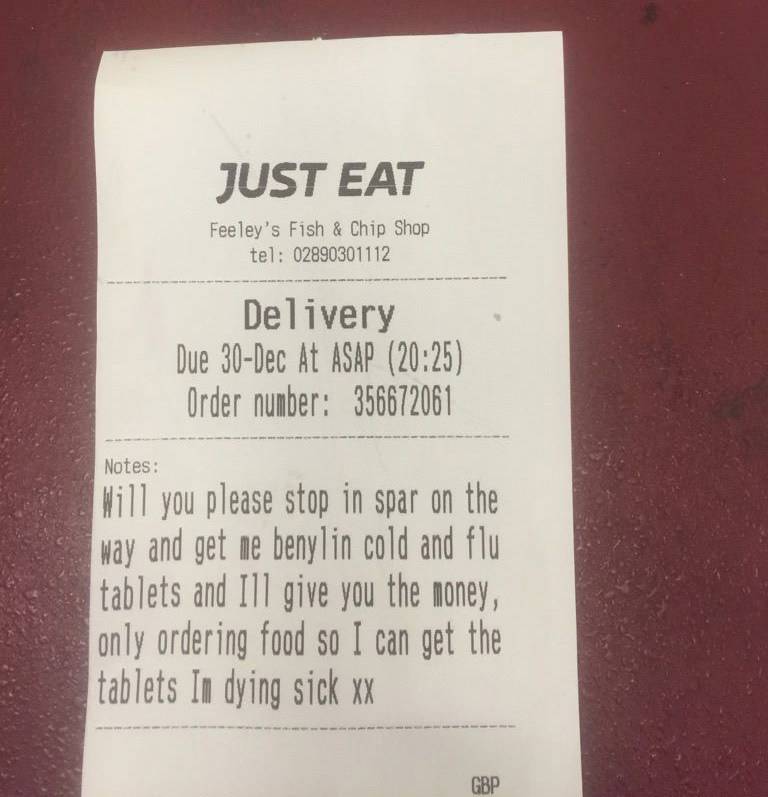 JUST EAT
Feeley's Fish & Chip Shop
tel: 02890301112
Delivery
Due 30-Dec At ASAP (20:25)
Order number: 356672061
Notes:
Will you please stop in spar on the
way and get me benylin cold and flu
tablets and Ill give you the money,
only ordering food so I can get the
tablets Im dying sick xx
GBP